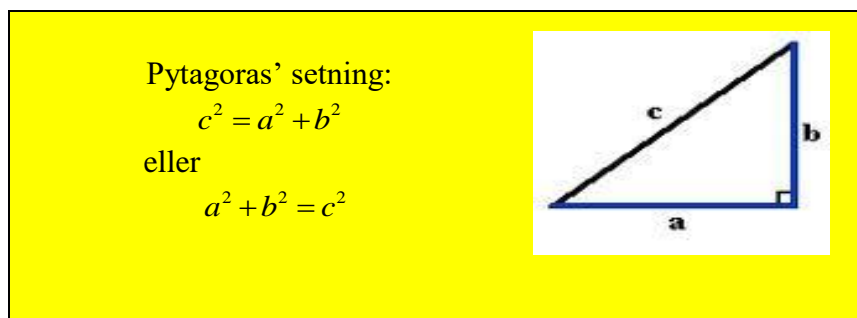 Pytagoras’ setning:
c² = a² + b²
eller
a² + b² = c²
c
b
a